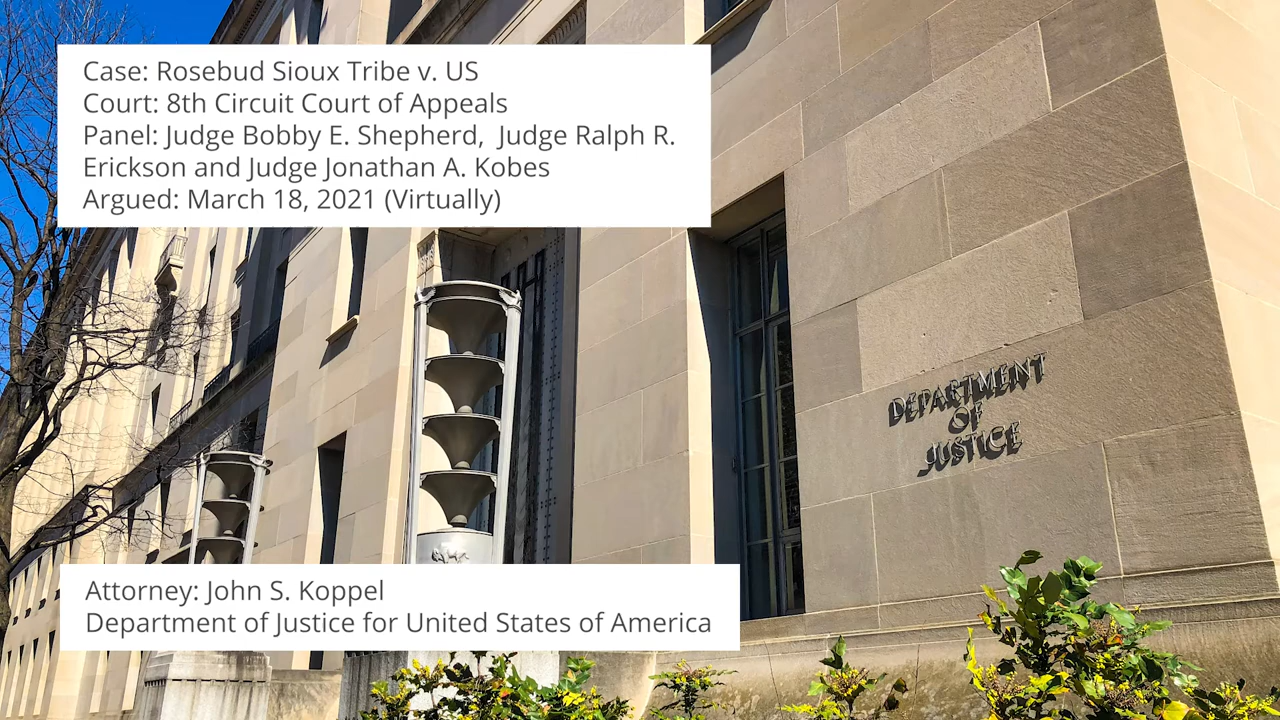 Case: Rosebud Sioux Tribe v. US
Court: 8th Circuit Court of Appeals
Panel: Judge Bobby E. Shepherd,  Judge Ralph R.
Erickson and Judge Jonathan A. Kobes
Argued: March 18, 2021 (Virtually)
DEPARTMENT
OF
JUSTICE
Attorney: John S. Koppel
Department of Justice for United States of America